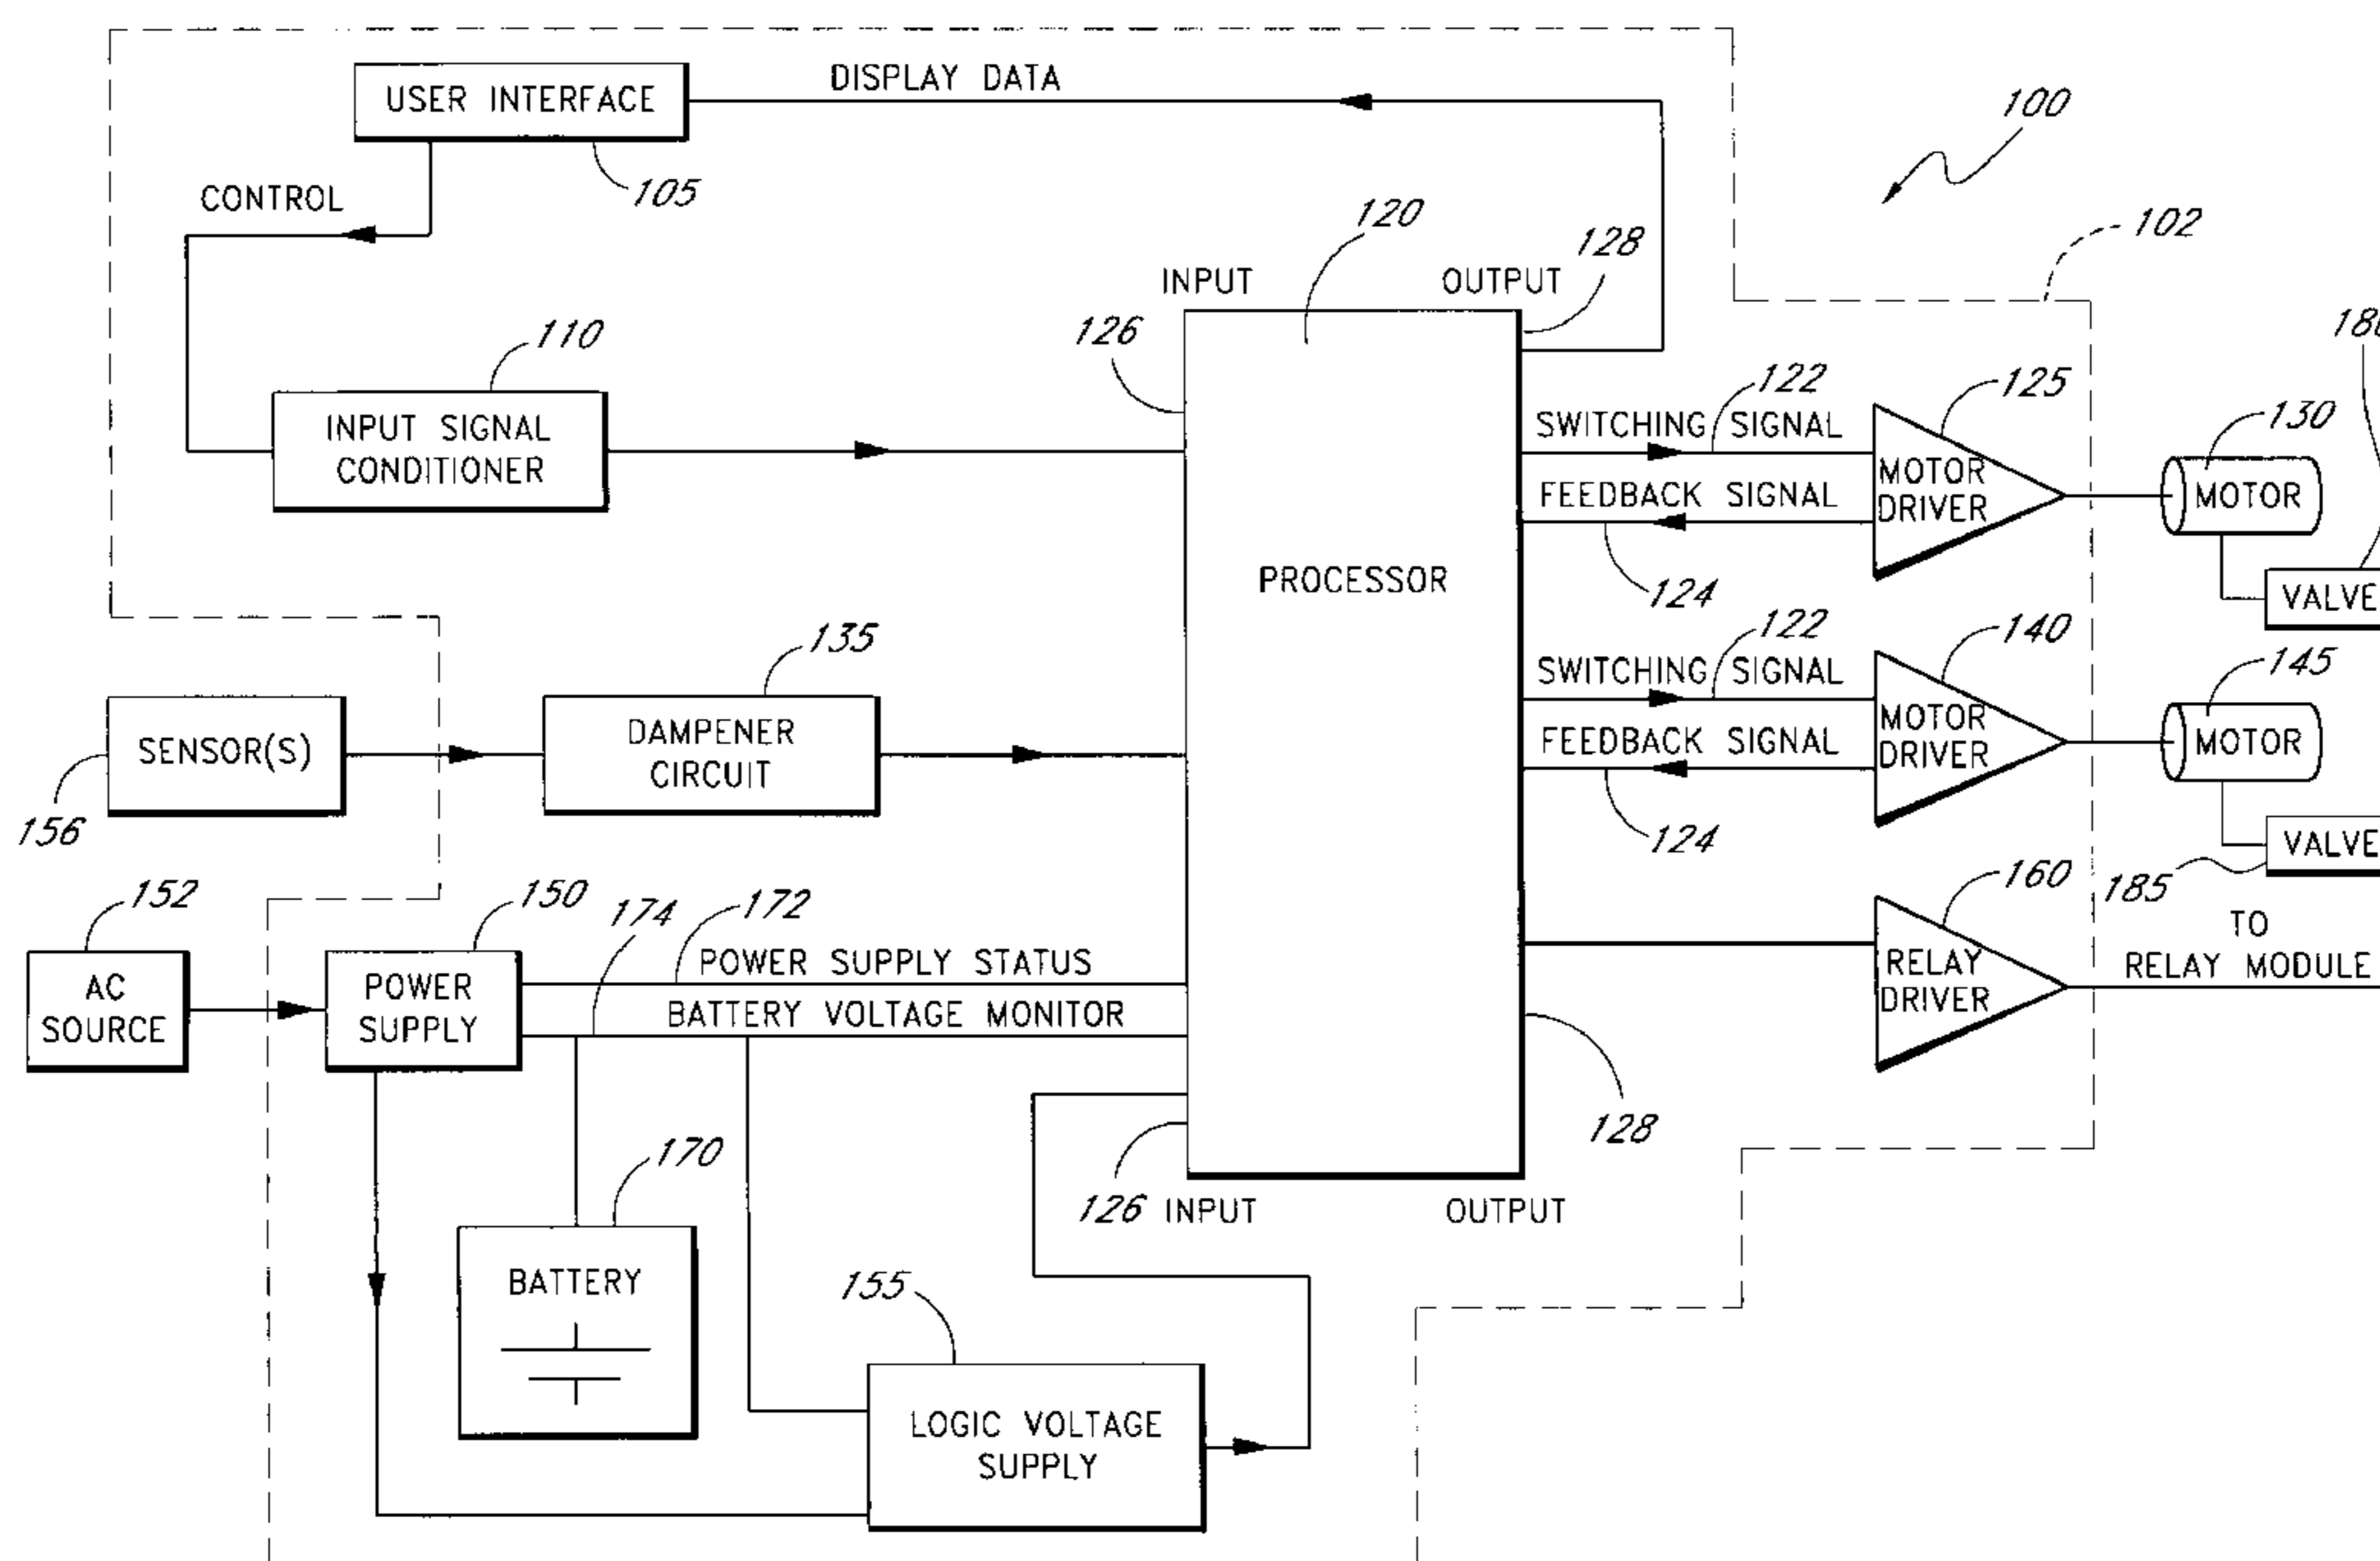 DISPLAY DATA
USER INTERFACE
100
105
CONTROL
120
102
128
INPUT
OUTPUT
126
110
125
122
130
INPUT SIGNAL
CONDITIONER
SWITCHING SIGNAL
MOTOR
DRIVER
MOTOR
FEEDBACK SIGNAL
PROCESSOR
124
VALVE
135
122
140
SWITCHING SIGNAL
145
SENSOR(S)
DAMPENER
CIRCUIT
MOTOR
DRIVER
MOTOR
FEEDBACK SIGNAL
156
124
VALVE
152
150
174
172
160
185
TO
RELAY MODULE
AC
SOURCE
POWER
SUPPLY
POWER SUPPLY STATUS
BATTERY VOLTAGE MONITOR
RELAY
DRIVER
128
170
126
INPUT
OUTPUT
BATTERY
155
LOGIC VOLTAGE
SUPPLY